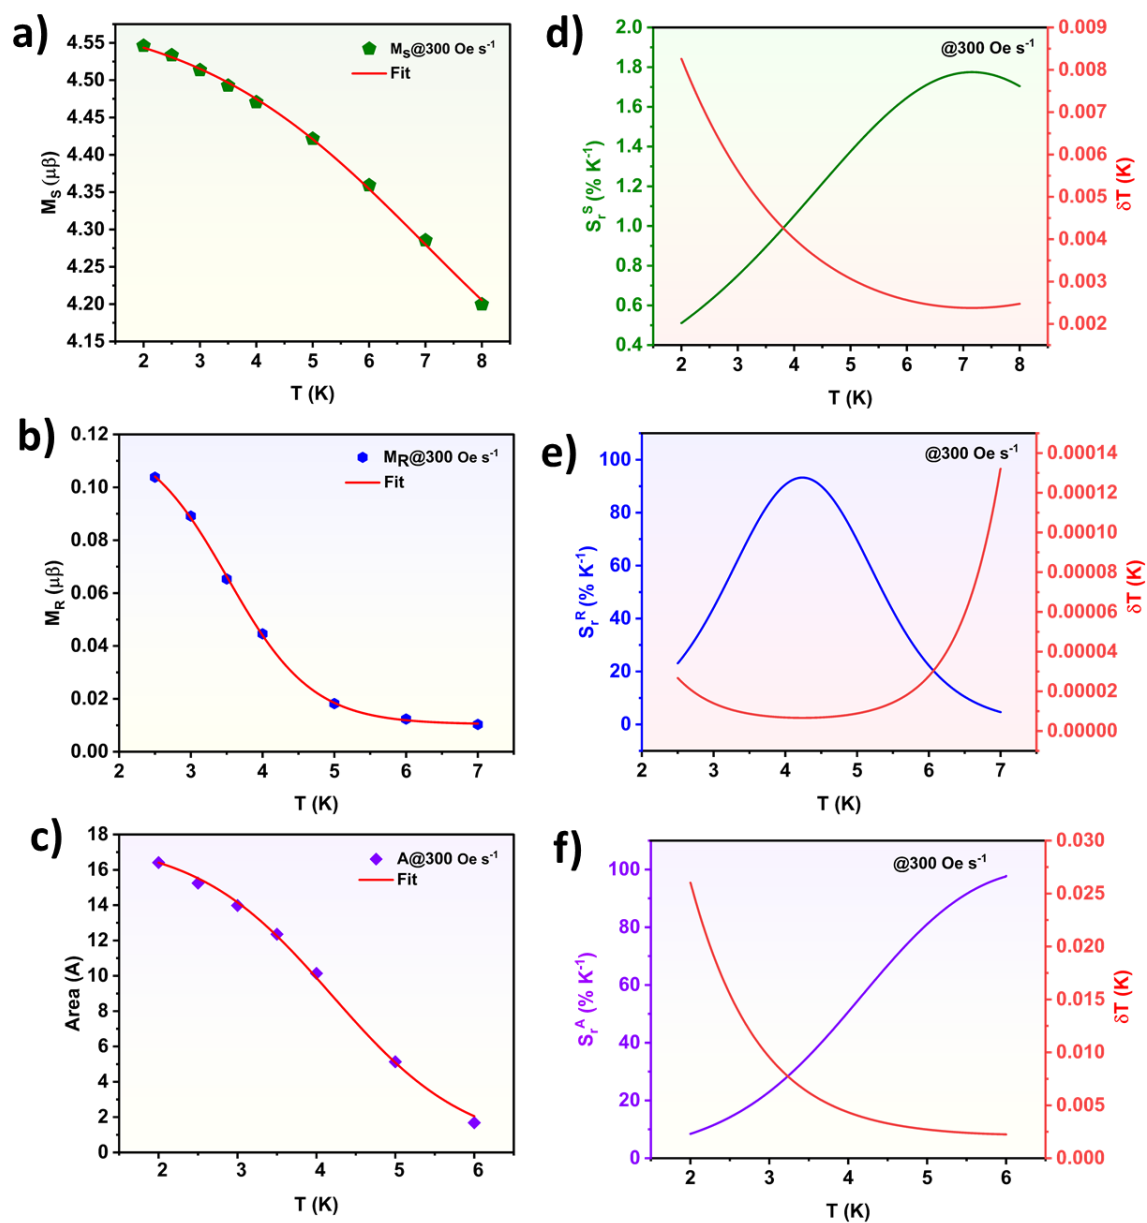 a)
4.55
4.50
4.45
4.40
4.35
4.30
4.25
4.20
4.15
M_S (μβ)
M_S@300 Oe s⁻¹
Fit
2 3 4 5 6 7 8
T (K)
d)
2.0
1.8
1.6
1.4
1.2
1.0
0.8
0.6
0.4
S_r^S (% K⁻¹)
@300 Oe s⁻¹
0.009
0.008
0.006
0.005
0.004
0.003
0.002
δT (K)
2 3 4 5 6 7 8
T (K)
b)
0.12
0.10
0.08
0.06
0.04
0.02
0.00
M_R (μβ)
M_R@300 Oe s⁻¹
Fit
2 3 4 5 6 7
T (K)
e)
100
80
60
40
20
0
S_r^R (% K⁻¹)
@300 Oe s⁻¹
0.00014
0.00012
0.00010
0.00008
0.00006
0.00004
0.00002
0.00000
δT (K)
2 3 4 5 6 7
T (K)
c)
18
16
14
12
10
8
6
4
2
0
Area (A)
A@300 Oe s⁻¹
Fit
2 3 4 5 6
T (K)
f)
100
80
60
40
20
0
S_r^A (% K⁻¹)
@300 Oe s⁻¹
0.030
0.025
0.020
0.015
0.010
0.005
0.000
δT (K)
2 3 4 5 6
T (K)